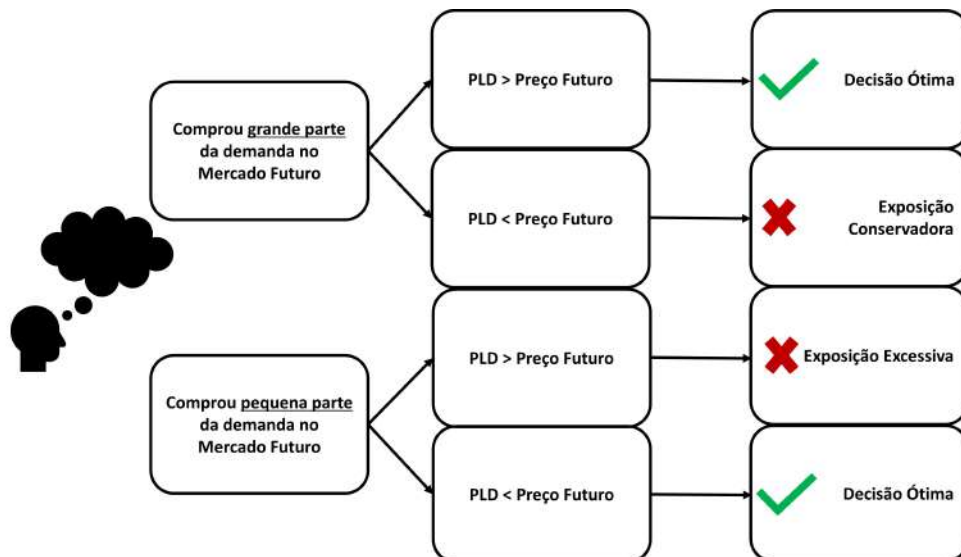 Comprou grande parte
da demanda no
Mercado Futuro
PLD > Preço Futuro
Decisão Ótima
PLD < Preço Futuro
Exposição
Conservadora
Comprou pequena parte
da demanda no
Mercado Futuro
PLD > Preço Futuro
Exposição Excessiva
PLD < Preço Futuro
Decisão Ótima